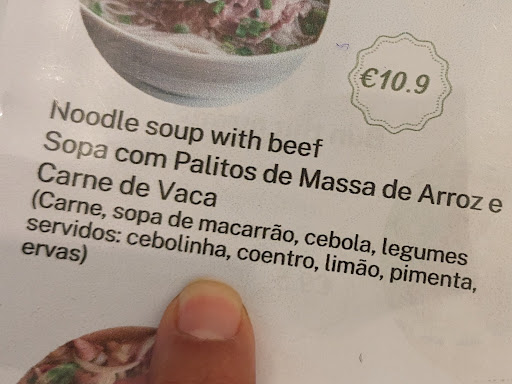 €10.9
Noodle soup with beef
Sopa com Palitos de Massa de Arroz e
Carne de Vaca
(Carne, sopa de macarrão, cebola, legumes
servidos: cebolinha, coentro, limão, pimenta,
ervas)